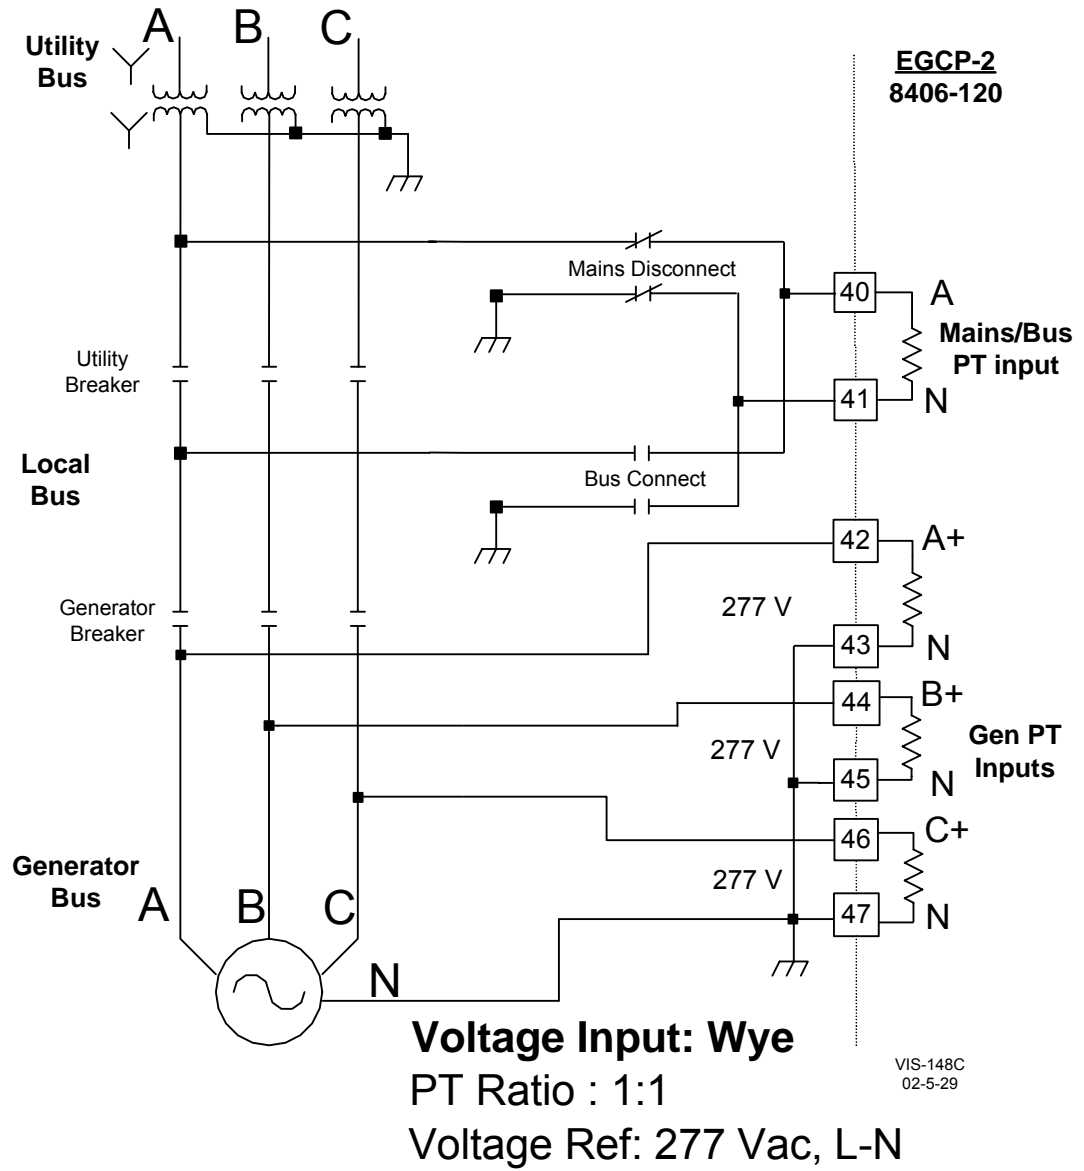 A B C
Utility
Bus
EGCP-2
8406-120
Mains Disconnect
40 A
Mains/Bus
PT input
41 N
Utility
Breaker
Local
Bus
Bus Connect
42 A+
277 V
43 N
Generator
Breaker
44 B+
277 V
Gen PT
Inputs
45 N
46 C+
277 V
47 N
Generator
Bus
A B C
N
Voltage Input: Wye
PT Ratio : 1:1
Voltage Ref: 277 Vac, L-N
VIS-148C
02-5-29